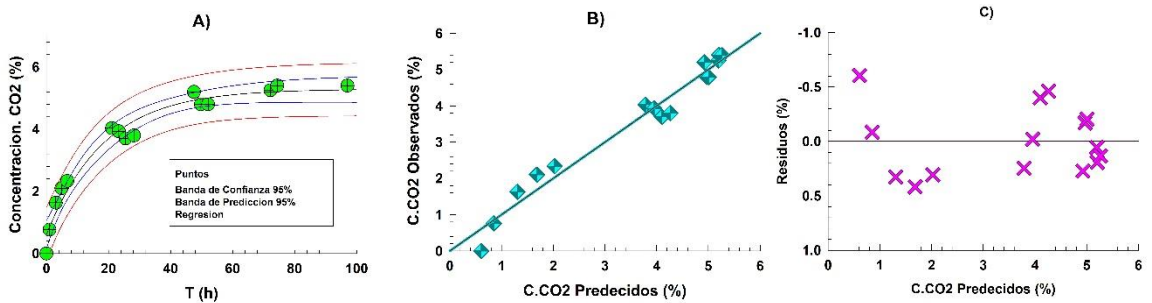 A)
Concentracion. CO2 (%)
6
4
2
0
0
20
40
60
80
100
T (h)
Puntos
Banda de Confianza 95%
Banda de Prediccion 95%
Regresion
B)
C.CO2 Observados (%)
6
5
4
3
2
1
0
0
1
2
3
4
5
6
C.CO2 Predecidos (%)
C)
Residuos (%)
-1.0
-0.5
0.0
0.5
1.0
0
1
2
3
4
5
6
C.CO2 Predecidos (%)